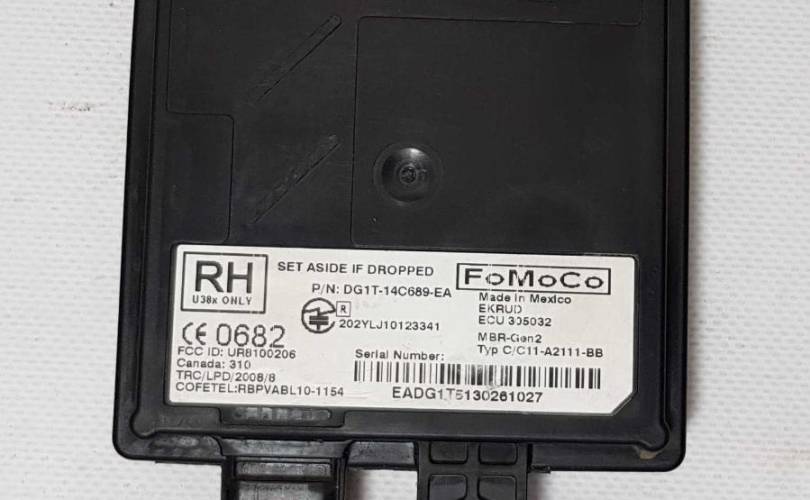 RH
U38x ONLY
SET ASIDE IF DROPPED
P/N: DG1T-14C689-EA
FoMoCo
Made in Mexico
EKRUD
ECU 305032
R
202YLJ10123341
CE 0682
MBR-Gen2
Typ C/C11-A2111-BB
FCC ID: UR8100206
Canada: 310
TRC/LPD/2008/8
COFETEL:RBPVABL10-1154
Serial Number:
EADG1T5130261027